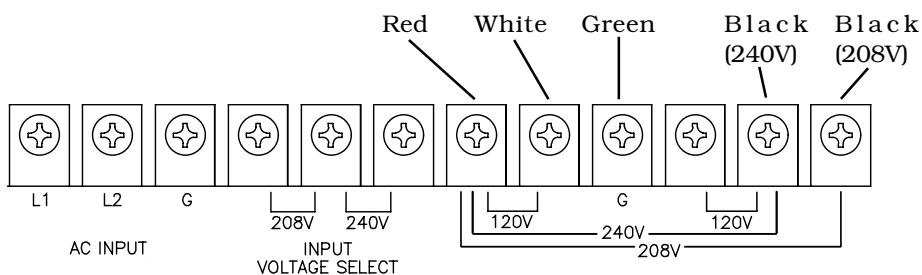 Red White Green Black Black
(240V) (208V)
L1 L2 G G
208V 240V 120V 120V
240V
208V
AC INPUT INPUT
VOLTAGE SELECT